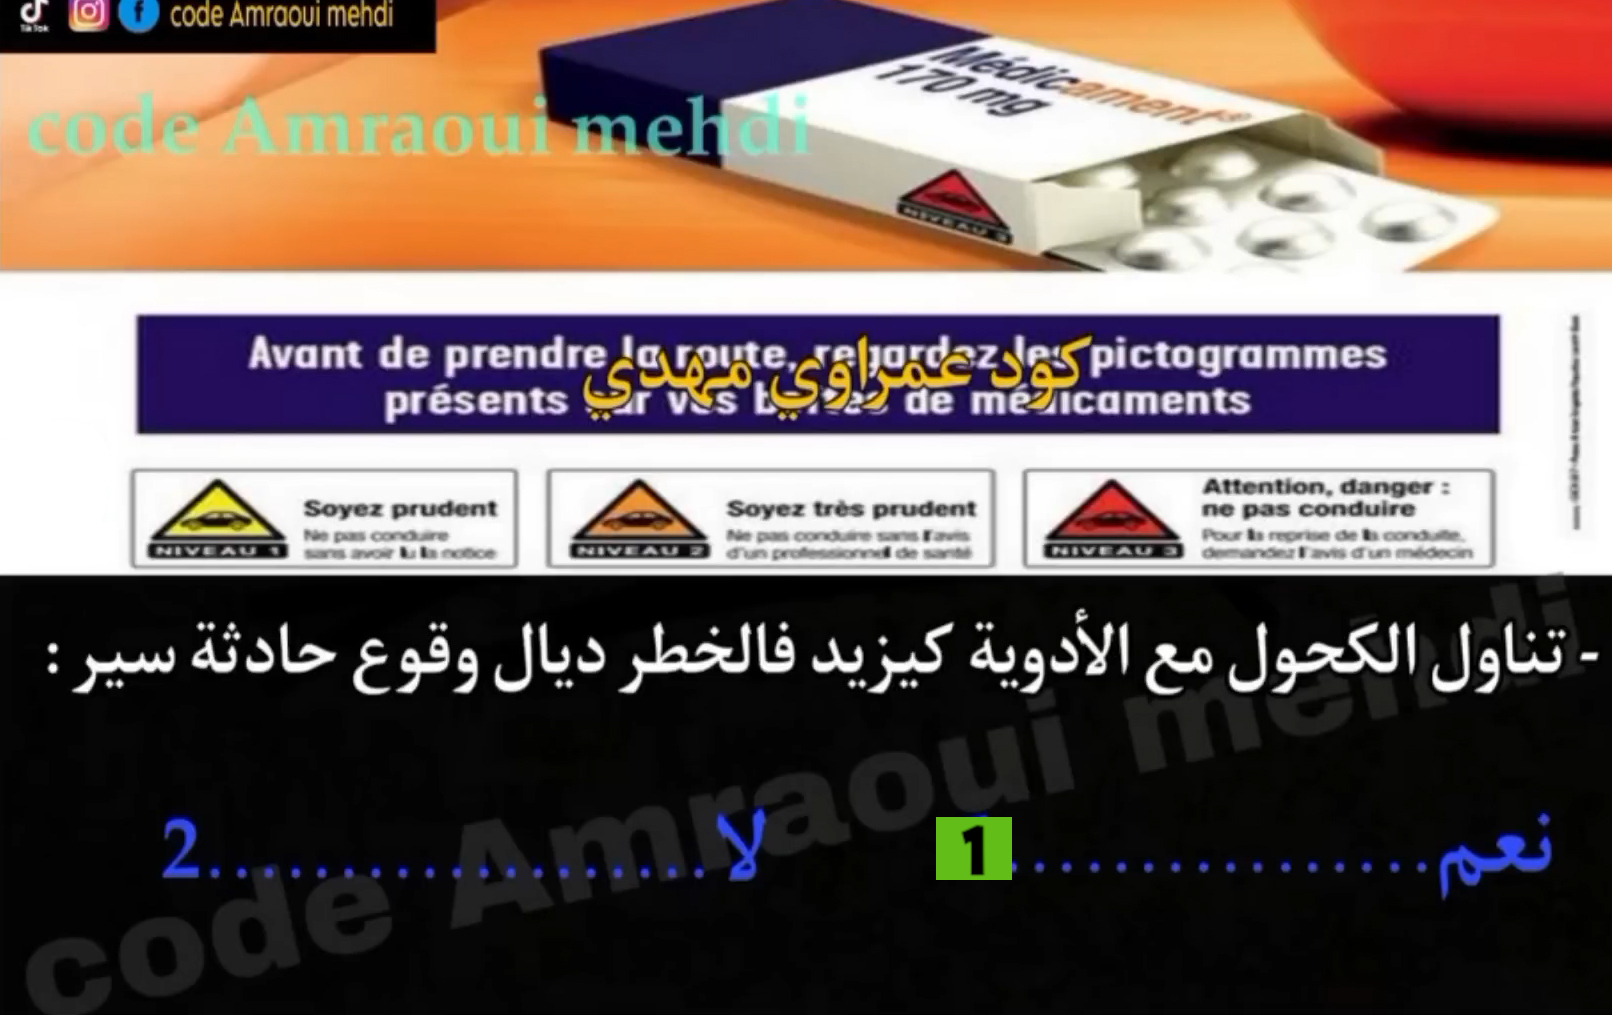 TikTok code Amraoui mehdi
code Amraoui mehdi
Médicament®
170 mg
NIVEAU 3
Avant de prendre la route, regardez les pictogrammes
présents sur vos boîtes de médicaments
كود عمراوي مهدي
Soyez prudent
Ne pas conduire
sans avoir lu la notice
NIVEAU 1
Soyez très prudent
Ne pas conduire sans l'avis
d'un professionnel de santé
NIVEAU 2
Attention, danger :
ne pas conduire
Pour la reprise de la conduite,
demandez l'avis d'un médecin
NIVEAU 3
- تناول الكحول مع الأدوية كيزيد فالخطر ديال وقوع حادثة سير :
نعم................1 لا...................2
code Amraoui mehdi